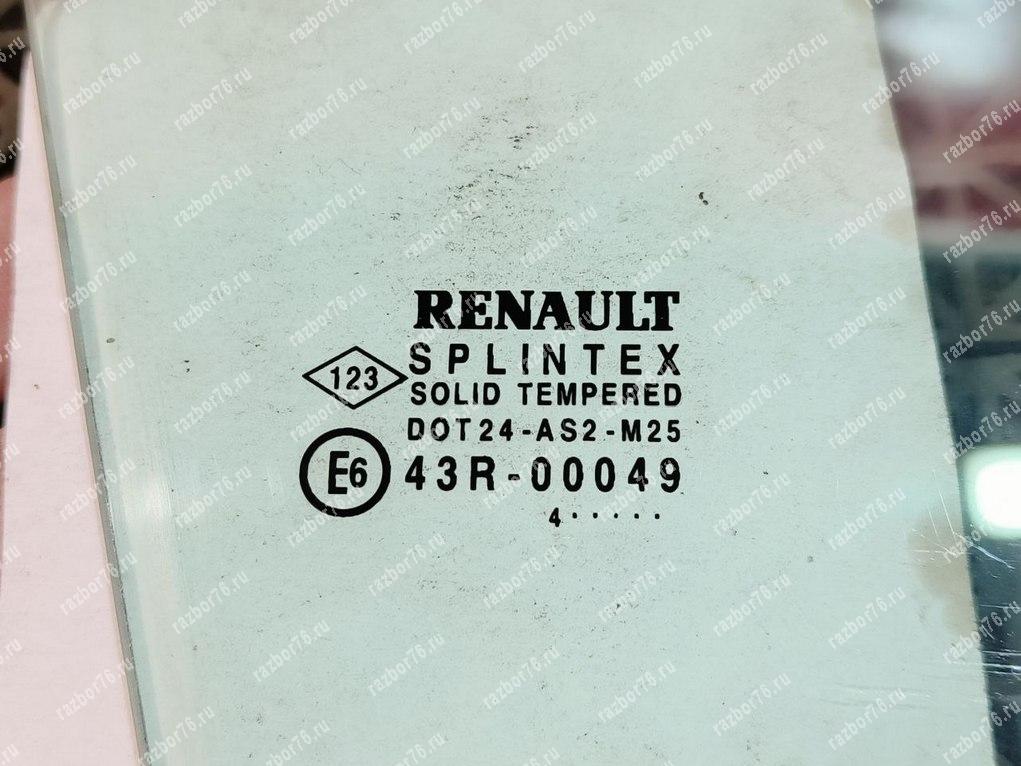 RENAULT
SPLINTEX
123
SOLID TEMPERED
DOT24-AS2-M25
E6 43R-00049
4 · · · · ·
razbor76.ru